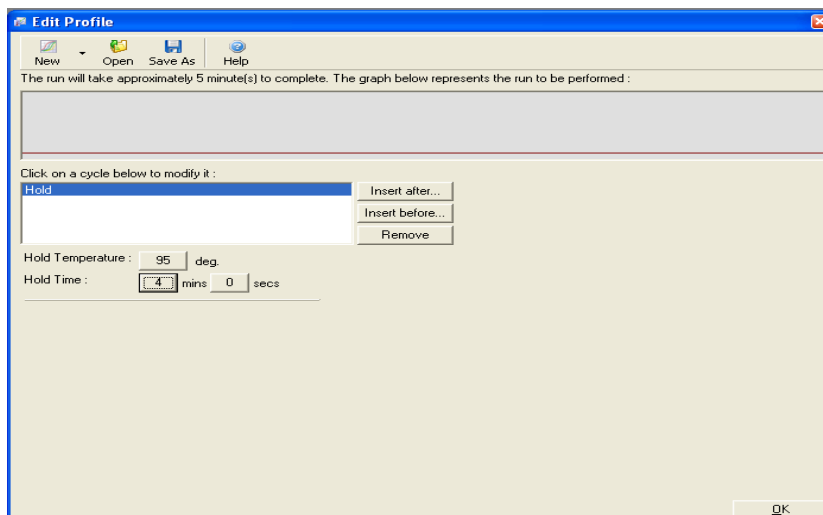 Edit Profile
New Open Save As Help
The run will take approximately 5 minute(s) to complete. The graph below represents the run to be performed :
Click on a cycle below to modify it :
Hold
Insert after...
Insert before...
Remove
Hold Temperature : 95 deg.
Hold Time : 4 mins 0 secs
OK